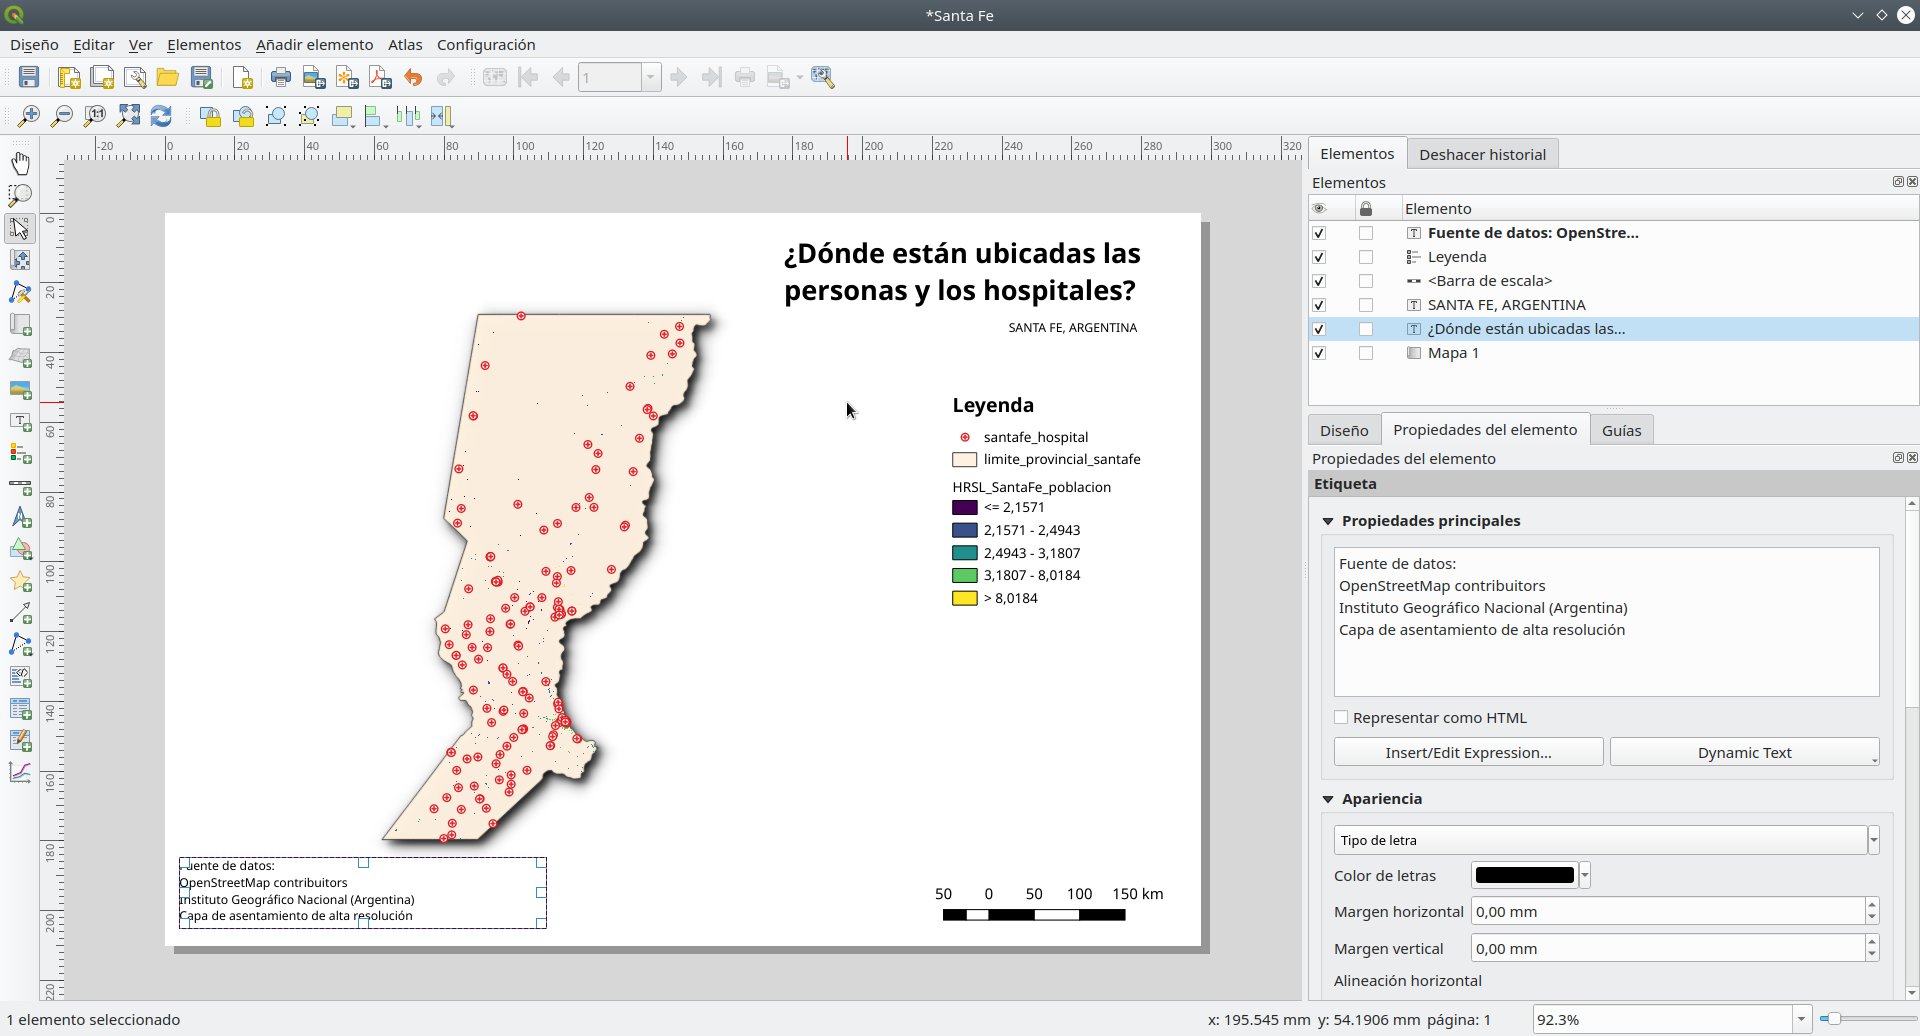 *Santa Fe
Diseño Editar Ver Elementos Añadir elemento Atlas Configuración
1
1:1
-20 0 20 40 60 80 100 120 140 160 180 200 220 240 260 280 300 320
0
20
40
60
80
100
120
140
160
180
200
220
¿Dónde están ubicadas las
personas y los hospitales?
SANTA FE, ARGENTINA
Leyenda
santafe_hospital
limite_provincial_santafe
HRSL_SantaFe_poblacion
<= 2,1571
2,1571 - 2,4943
2,4943 - 3,1807
3,1807 - 8,0184
> 8,0184
Fuente de datos:
OpenStreetMap contribuitors
Instituto Geográfico Nacional (Argentina)
Capa de asentamiento de alta resolución
50 0 50 100 150 km
Elementos Deshacer historial
Elementos
Elemento
Fuente de datos: OpenStre...
Leyenda
<Barra de escala>
SANTA FE, ARGENTINA
¿Dónde están ubicadas las...
Mapa 1
Diseño Propiedades del elemento Guías
Propiedades del elemento
Etiqueta
Propiedades principales
Fuente de datos:
OpenStreetMap contribuitors
Instituto Geográfico Nacional (Argentina)
Capa de asentamiento de alta resolución
Representar como HTML
Insert/Edit Expression... Dynamic Text
Apariencia
Tipo de letra
Color de letras
Margen horizontal 0,00 mm
Margen vertical 0,00 mm
Alineación horizontal
1 elemento seleccionado
x: 195.545 mm y: 54.1906 mm página: 1 92.3%